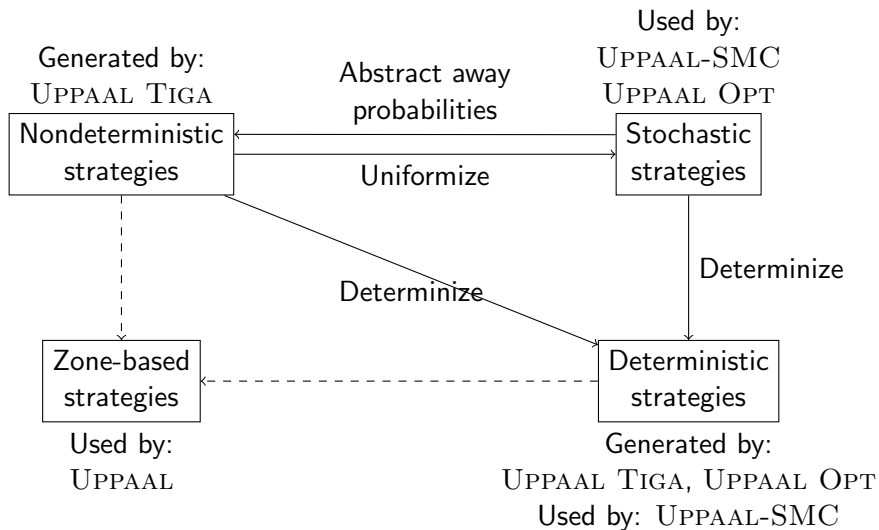 Used by:
UPPAAL-SMC
UPPAAL OPT
Generated by:
UPPAAL TIGA
Abstract away
probabilities
Nondeterministic
strategies
Stochastic
strategies
Uniformize
Determinize
Determinize
Zone-based
strategies
Deterministic
strategies
Used by:
UPPAAL
Generated by:
UPPAAL TIGA, UPPAAL OPT
Used by: UPPAAL-SMC